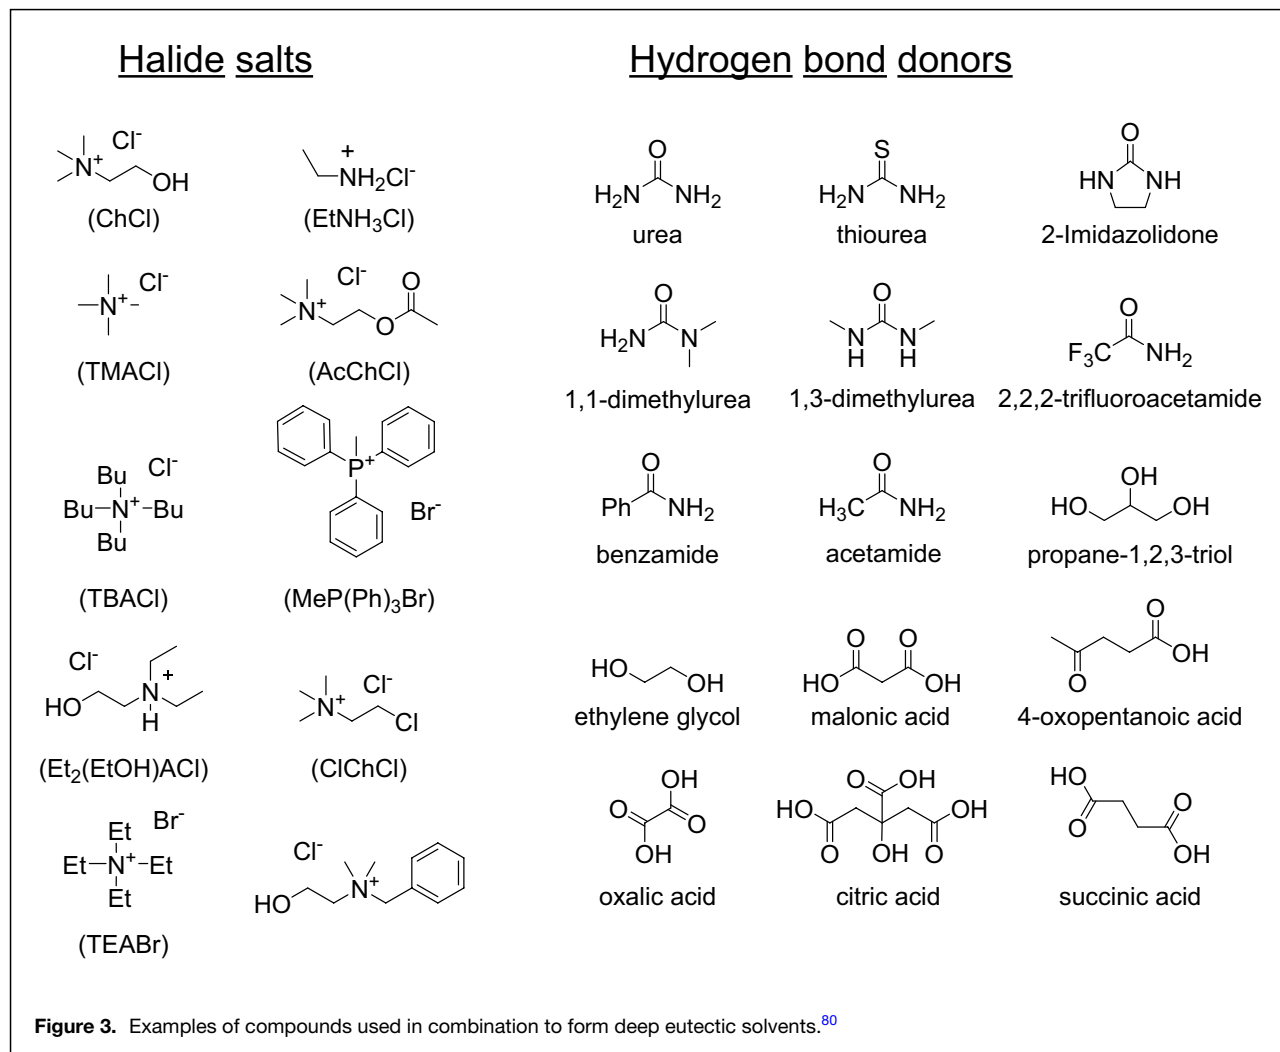 Halide salts
Hydrogen bond donors
Cl⁻
N⁺
OH
(ChCl)
+
NH₂Cl⁻
(EtNH₃Cl)
O
H₂N NH₂
urea
S
H₂N NH₂
thiourea
O
HN NH
2-Imidazolidone
Cl⁻
N⁺
(TMACl)
Cl⁻ O
N⁺
O
(AcChCl)
O
H₂N N
1,1-dimethylurea
O
N N
H H
1,3-dimethylurea
O
F₃C NH₂
2,2,2-trifluoroacetamide
Cl⁻
Bu
Bu N⁺ Bu
Bu
(TBACl)
P⁺
Br⁻
(MeP(Ph)₃Br)
O
Ph NH₂
benzamide
O
H₃C NH₂
acetamide
OH
HO OH
propane-1,2,3-triol
Cl⁻
+
HO N
H
(Et₂(EtOH)ACl)
Cl⁻
N⁺
Cl
(ClChCl)
HO
OH
ethylene glycol
O O
HO OH
malonic acid
O
OH
O
4-oxopentanoic acid
Br⁻
Et
Et N⁺ Et
Et
(TEABr)
Cl⁻
N⁺
HO
OH
O
O
OH
oxalic acid
O OH
HO OH
O OH O
citric acid
HO
O
O
OH
succinic acid
Figure 3. Examples of compounds used in combination to form deep eutectic solvents.⁸⁰